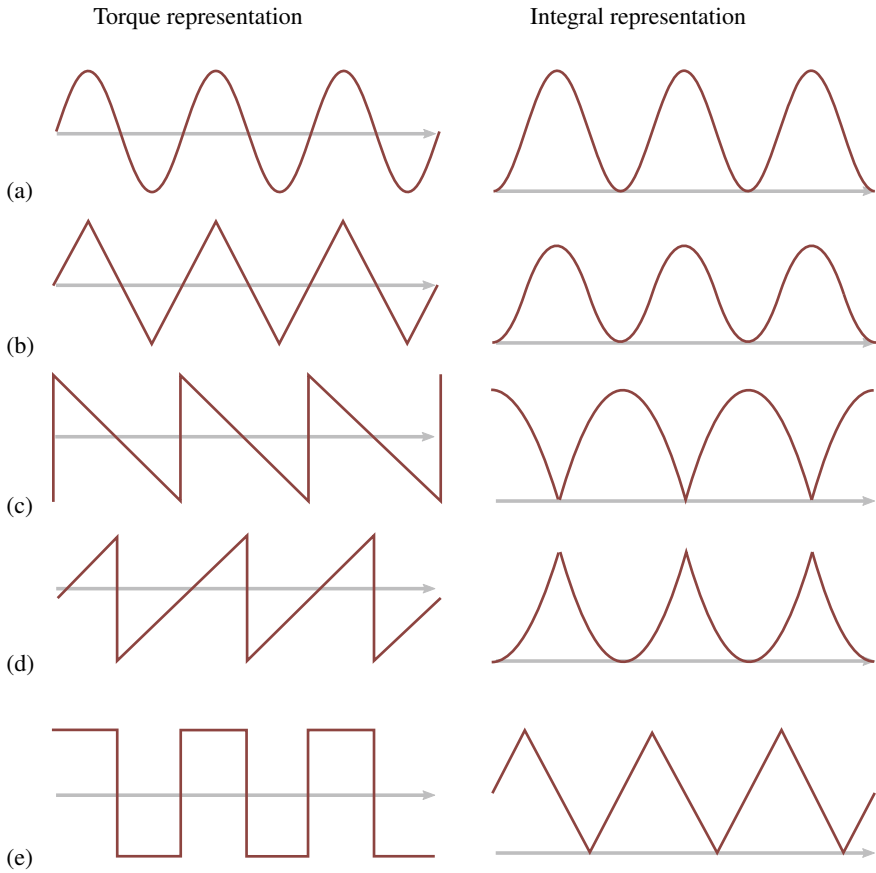 Torque representation Integral representation
(a)
(b)
(c)
(d)
(e)